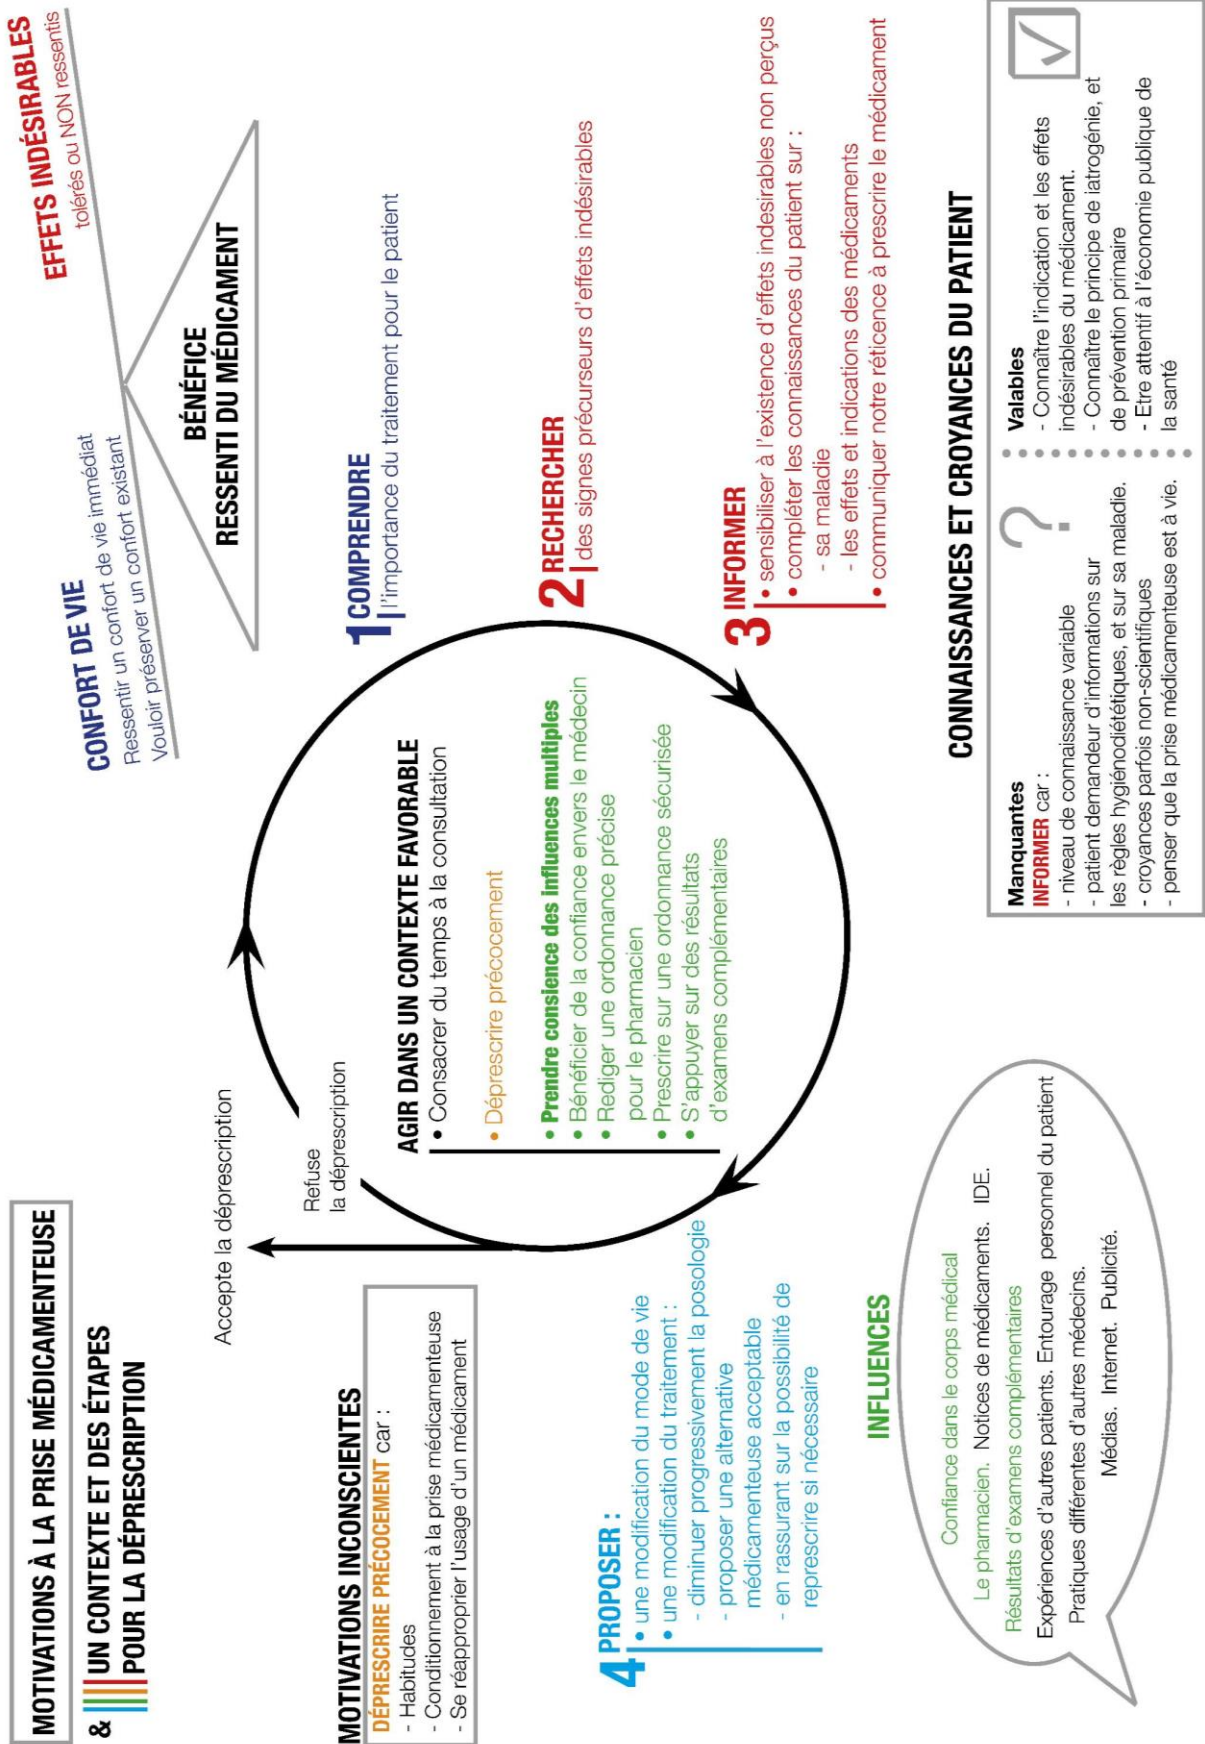 MOTIVATIONS À LA PRISE MÉDICAMENTEUSE
&
UN CONTEXTE ET DES ÉTAPES
POUR LA DÉPRESCRIPTION
CONFORT DE VIE
Ressentir un confort de vie immédiat
Vouloir préserver un confort existant
EFFETS INDÉSIRABLES
tolérés ou NON ressentis
BÉNÉFICE
RESSENTI DU MÉDICAMENT
Accepte la déprescription
Refuse
la déprescription
MOTIVATIONS INCONSCIENTES
DÉPRESCRIRE PRÉCOCEMENT car :
- Habitudes
- Conditionnement à la prise médicamenteuse
- Se réapproprier l'usage d'un médicament
AGIR DANS UN CONTEXTE FAVORABLE
• Consacrer du temps à la consultation
• Déprescrire précocement
• Prendre consience des influences multiples
• Bénéficier de la confiance envers le médecin
• Rediger une ordonnance précise
pour le pharmacien
• Prescrire sur une ordonnance sécurisée
• S'appuyer sur des résultats
d'examens complémentaires
1 COMPRENDRE
l'importance du traitement pour le patient
2 RECHERCHER
des signes précurseurs d'effets indésirables
3 INFORMER
• sensibiliser à l'existence d'effets indesirables non perçus
• compléter les connaissances du patient sur :
- sa maladie
- les effets et indications des médicaments
• communiquer notre réticence à prescrire le médicament
4 PROPOSER :
• une modification du mode de vie
• une modification du traitement :
- diminuer progressivement la posologie
- proposer une alternative
médicamenteuse acceptable
- en rassurant sur la possibilité de
represcrire si nécessaire
INFLUENCES
Confiance dans le corps médical
Le pharmacien. Notices de médicaments. IDE.
Résultats d'examens complémentaires
Expériences d'autres patients. Entourage personnel du patient
Pratiques différentes d'autres médecins.
Médias. Internet. Publicité.
CONNAISSANCES ET CROYANCES DU PATIENT
Manquantes
?
INFORMER car :
- niveau de connaissance variable
- patient demandeur d'informations sur
les règles hygiénodiététiques, et sur sa maladie.
- croyances parfois non-scientifiques
- penser que la prise médicamenteuse est à vie.
Valables
- Connaître l'indication et les effets
indésirables du médicament.
- Connaître le principe de iatrogénie, et
de prévention primaire
- Etre attentif à l'économie publique de
la santé